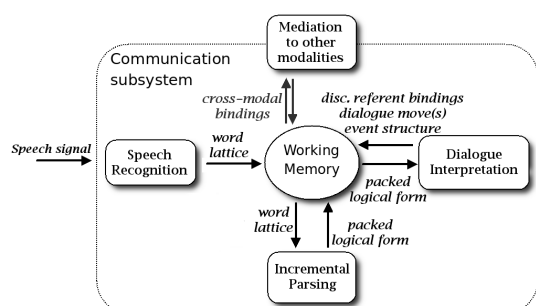 Mediation
to other
modalities
Communication
subsystem
cross-modal
bindings
disc. referent bindings
dialogue move(s)
event structure
Speech signal
Speech
Recognition
word
lattice
Working
Memory
Dialogue
Interpretation
packed
logical form
word
lattice
packed
logical form
Incremental
Parsing